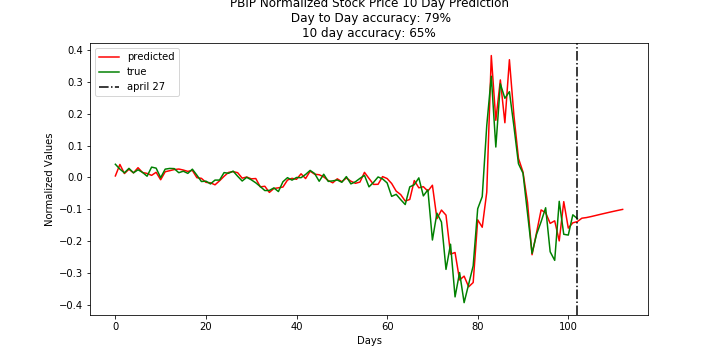 PBIP Normalized Stock Price 10 Day Prediction
Day to Day accuracy: 79%
10 day accuracy: 65%
predicted
true
april 27
Normalized Values
0.4
0.3
0.2
0.1
0.0
−0.1
−0.2
−0.3
−0.4
0 20 40 60 80 100
Days